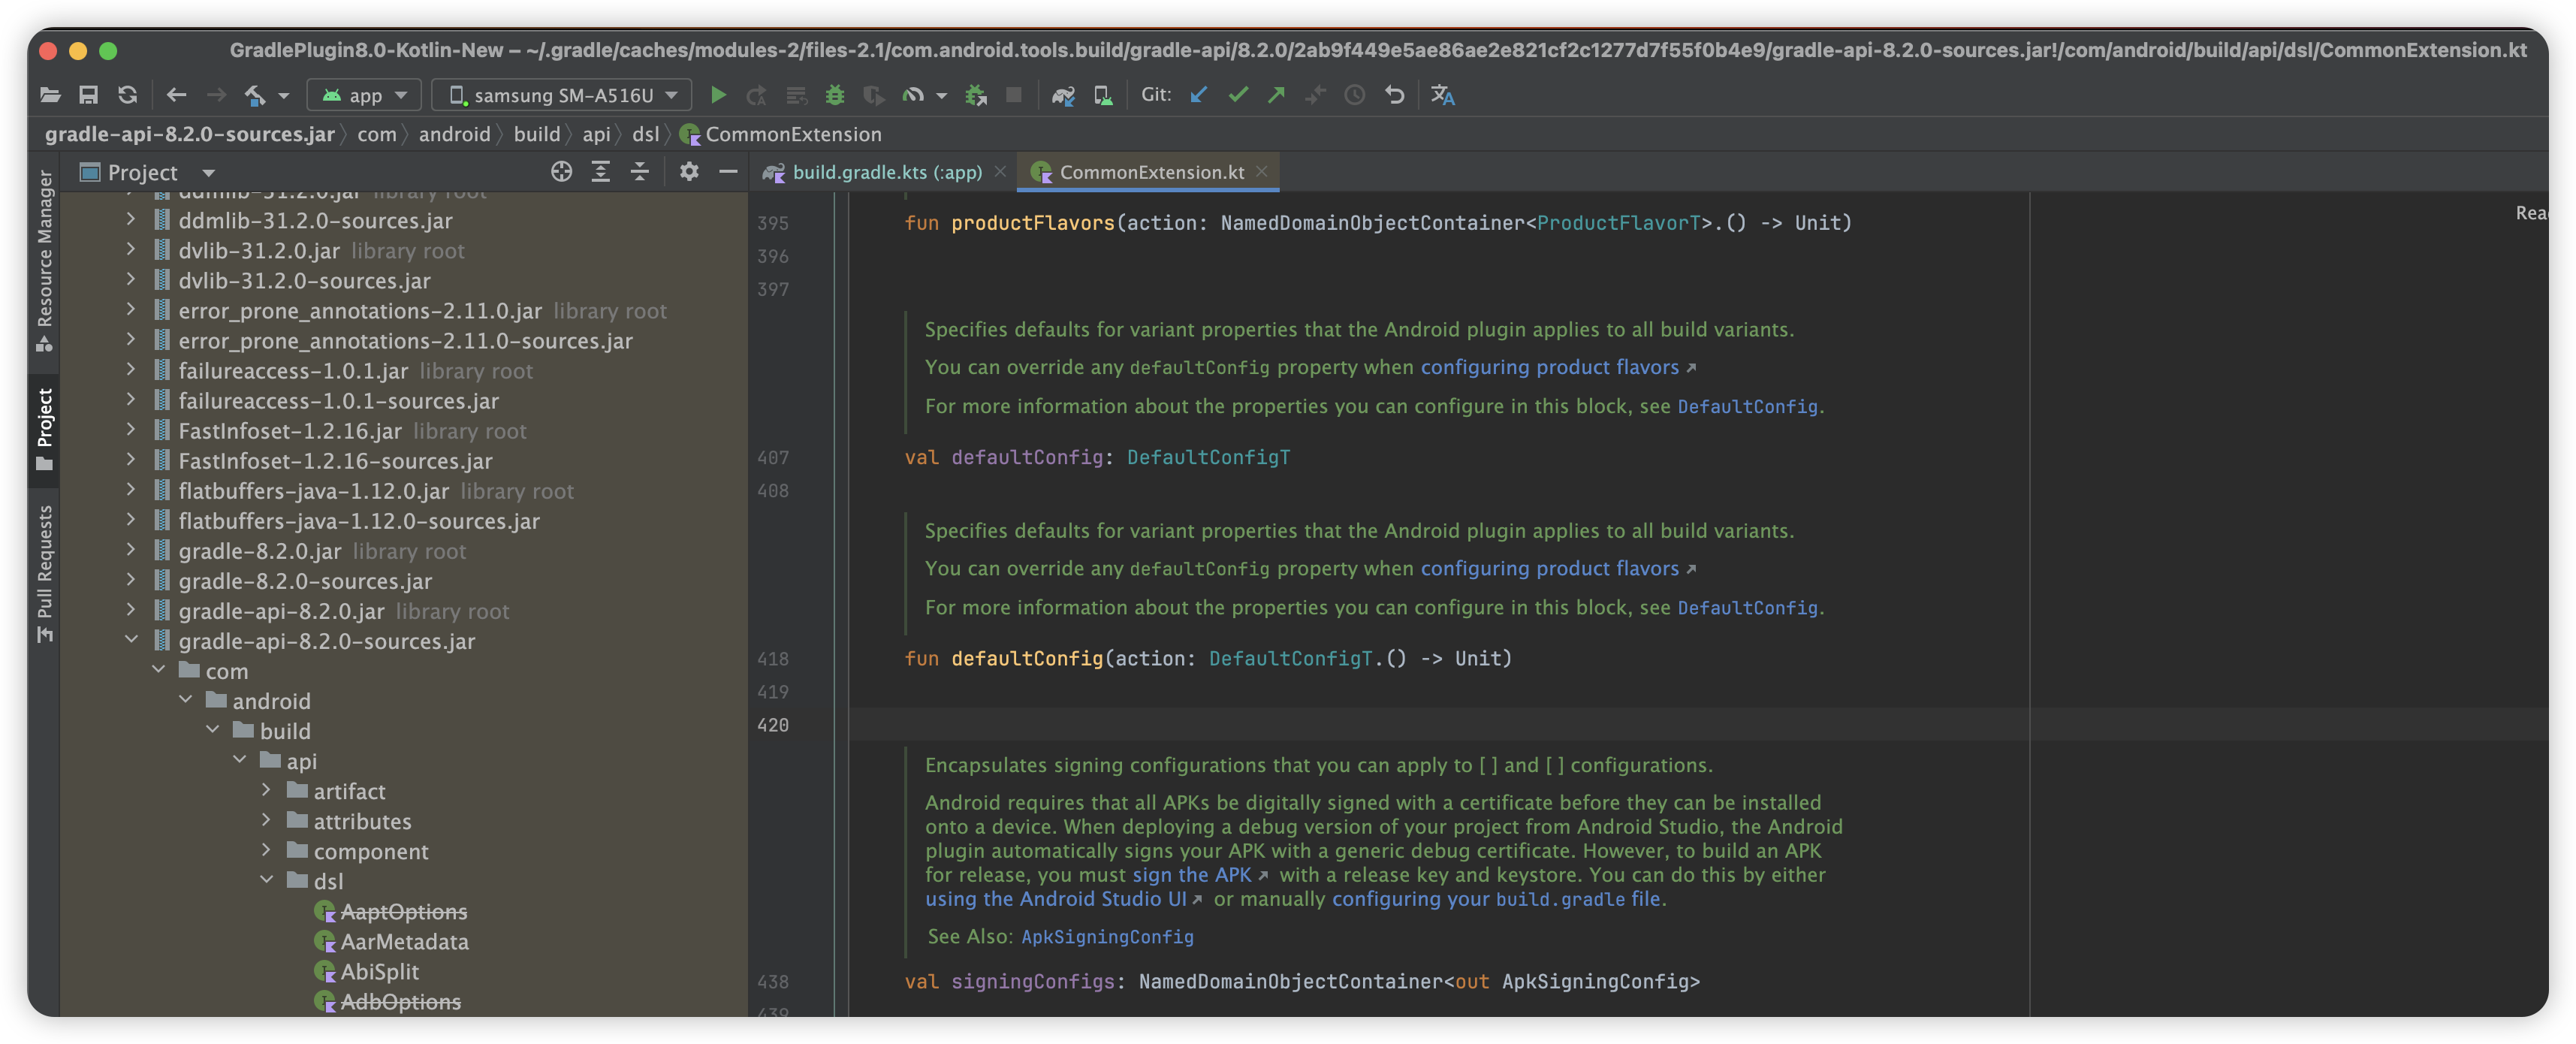 GradlePlugin8.0-Kotlin-New – ~/.gradle/caches/modules-2/files-2.1/com.android.tools.build/gradle-api/8.2.0/2ab9f449e5ae86ae2e821cf2c1277d7f55f0b4e9/gradle-api-8.2.0-sources.jar!/com/android/build/api/dsl/CommonExtension.kt
app samsung SM-A516U Git:
gradle-api-8.2.0-sources.jar com android build api dsl CommonExtension
Resource Manager
Project
Pull Requests
Project
ddmlib-31.2.0.jar library root
ddmlib-31.2.0-sources.jar
dvlib-31.2.0.jar library root
dvlib-31.2.0-sources.jar
error_prone_annotations-2.11.0.jar library root
error_prone_annotations-2.11.0-sources.jar
failureaccess-1.0.1.jar library root
failureaccess-1.0.1-sources.jar
FastInfoset-1.2.16.jar library root
FastInfoset-1.2.16-sources.jar
flatbuffers-java-1.12.0.jar library root
flatbuffers-java-1.12.0-sources.jar
gradle-8.2.0.jar library root
gradle-8.2.0-sources.jar
gradle-api-8.2.0.jar library root
gradle-api-8.2.0-sources.jar
com
android
build
api
artifact
attributes
component
dsl
AaptOptions
AarMetadata
AbiSplit
AdbOptions
build.gradle.kts (:app) CommonExtension.kt
395 fun productFlavors(action: NamedDomainObjectContainer<ProductFlavorT>.() -> Unit)
396
397
Specifies defaults for variant properties that the Android plugin applies to all build variants.
You can override any defaultConfig property when configuring product flavors
For more information about the properties you can configure in this block, see DefaultConfig.
407 val defaultConfig: DefaultConfigT
408
Specifies defaults for variant properties that the Android plugin applies to all build variants.
You can override any defaultConfig property when configuring product flavors
For more information about the properties you can configure in this block, see DefaultConfig.
418 fun defaultConfig(action: DefaultConfigT.() -> Unit)
419
420
Encapsulates signing configurations that you can apply to [ ] and [ ] configurations.
Android requires that all APKs be digitally signed with a certificate before they can be installed
onto a device. When deploying a debug version of your project from Android Studio, the Android
plugin automatically signs your APK with a generic debug certificate. However, to build an APK
for release, you must sign the APK with a release key and keystore. You can do this by either
using the Android Studio UI or manually configuring your build.gradle file.
See Also: ApkSigningConfig
438 val signingConfigs: NamedDomainObjectContainer<out ApkSigningConfig>
439